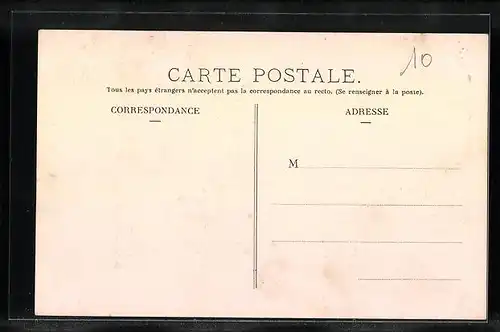 10
CARTE POSTALE.
Tous les pays étrangers n'acceptent pas la correspondance au recto. (Se renseigner à la poste).
CORRESPONDANCE
ADRESSE
M